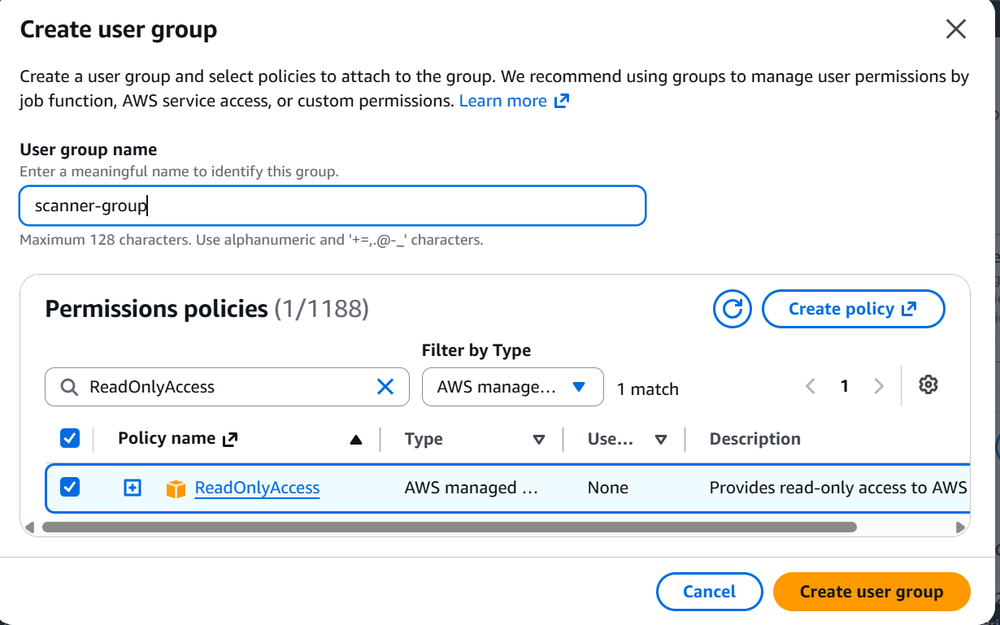 Create user group
Create a user group and select policies to attach to the group. We recommend using groups to manage user permissions by
job function, AWS service access, or custom permissions. Learn more
User group name
Enter a meaningful name to identify this group.
scanner-group
Maximum 128 characters. Use alphanumeric and '+=,.@-_' characters.
Permissions policies (1/1188)
Create policy
Filter by Type
ReadOnlyAccess
AWS manage...
1 match
1
Policy name
Type
Use...
Description
ReadOnlyAccess
AWS managed ...
None
Provides read-only access to AWS
Cancel
Create user group